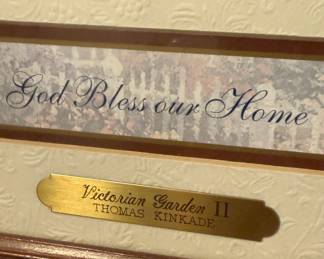 God Bless our Home
Victorian Garden II
THOMAS KINKADE